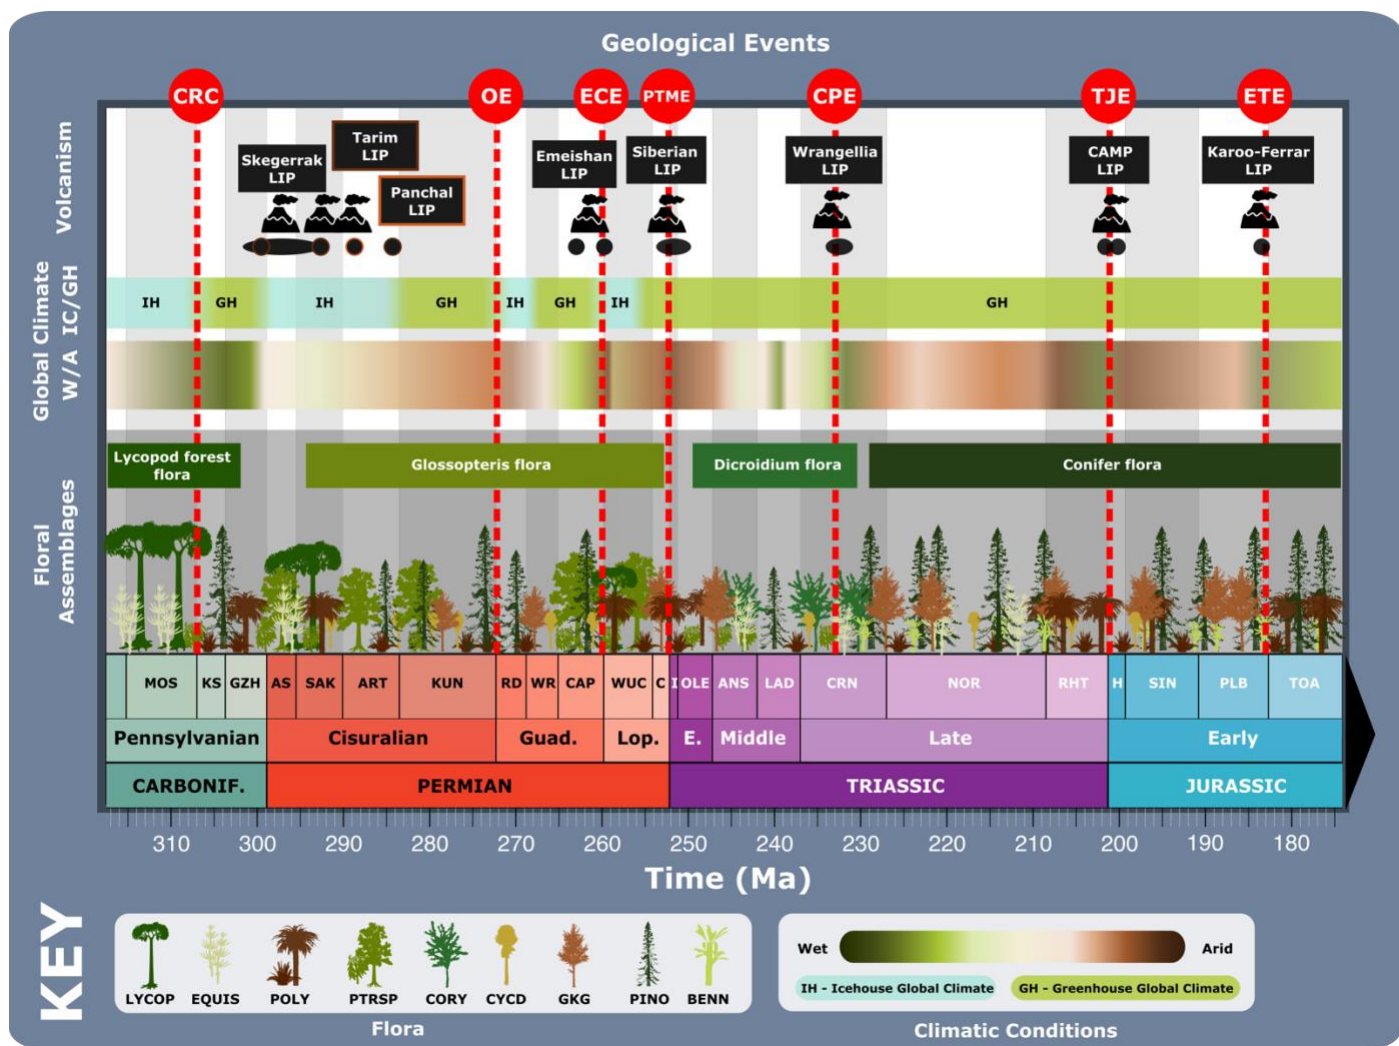 Geological Events
CRC
OE
ECE
PTME
CPE
TJE
ETE
Volcanism
Skegerrak
LIP
Tarim
LIP
Panchal
LIP
Emeishan
LIP
Siberian
LIP
Wrangellia
LIP
CAMP
LIP
Karoo-Ferrar
LIP
Global Climate
W/A IC/GH
IH
GH
IH
GH
IH
GH
IH
GH
Floral
Assemblages
Lycopod forest
flora
Glossopteris flora
Dicroidium flora
Conifer flora
MOS KS GZH AS SAK ART KUN RD WR CAP WUC C I OLE ANS LAD CRN NOR RHT H SIN PLB TOA
Pennsylvanian Cisuralian Guad. Lop. E. Middle Late Early
CARBONIF. PERMIAN TRIASSIC JURASSIC
310 300 290 280 270 260 250 240 230 220 210 200 190 180
Time (Ma)
KEY
LYCOP EQUIS POLY PTRSP CORY CYCD GKG PINO BENN
Flora
Wet Arid
IH - Icehouse Global Climate GH - Greenhouse Global Climate
Climatic Conditions